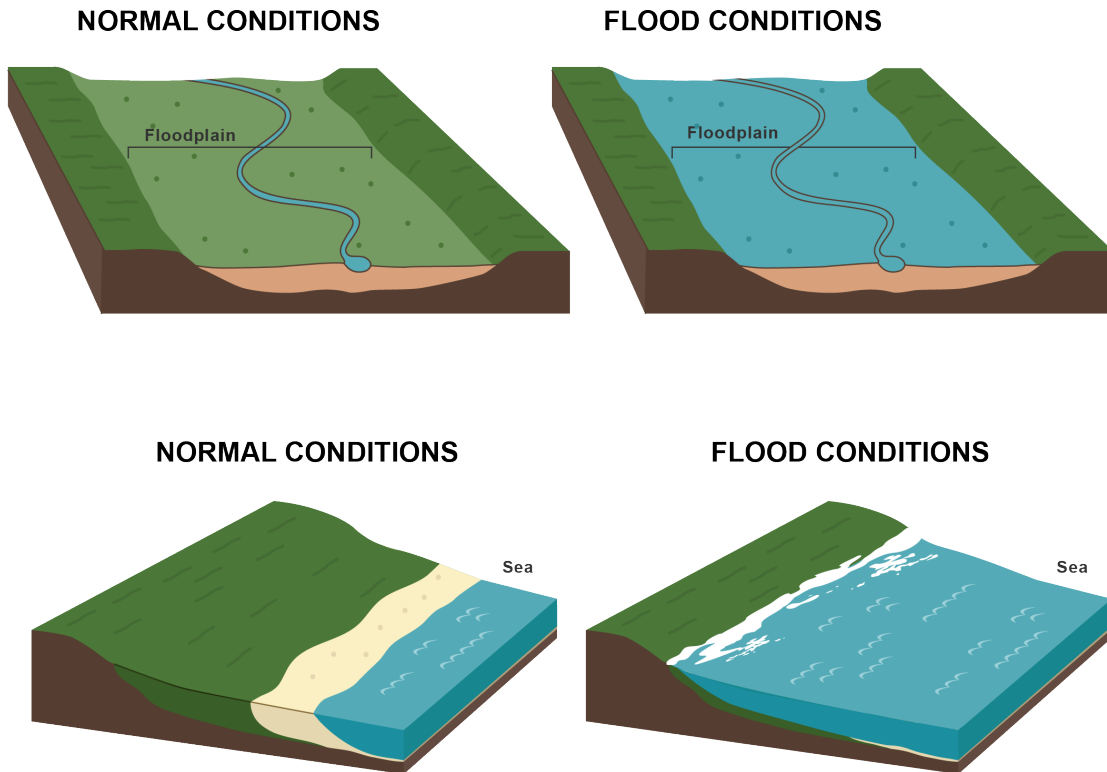 NORMAL CONDITIONS
FLOOD CONDITIONS
Floodplain
Floodplain
NORMAL CONDITIONS
FLOOD CONDITIONS
Sea
Sea